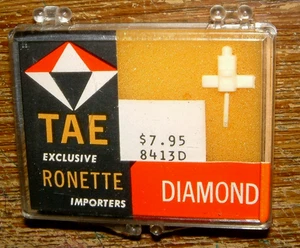 TAE
$7.95
8413D
EXCLUSIVE
RONETTE
IMPORTERS
DIAMOND